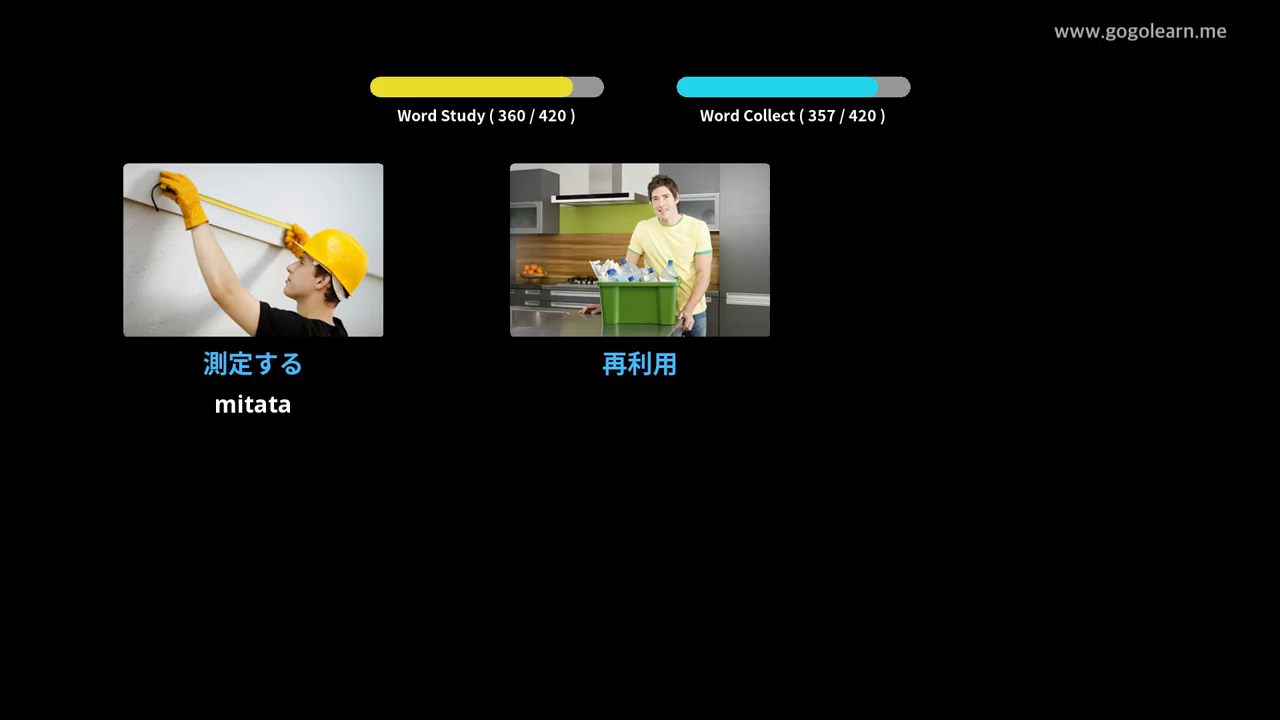 www.gogolearn.me
Word Study ( 360 / 420 )
Word Collect ( 357 / 420 )
測定する
再利用
mitata